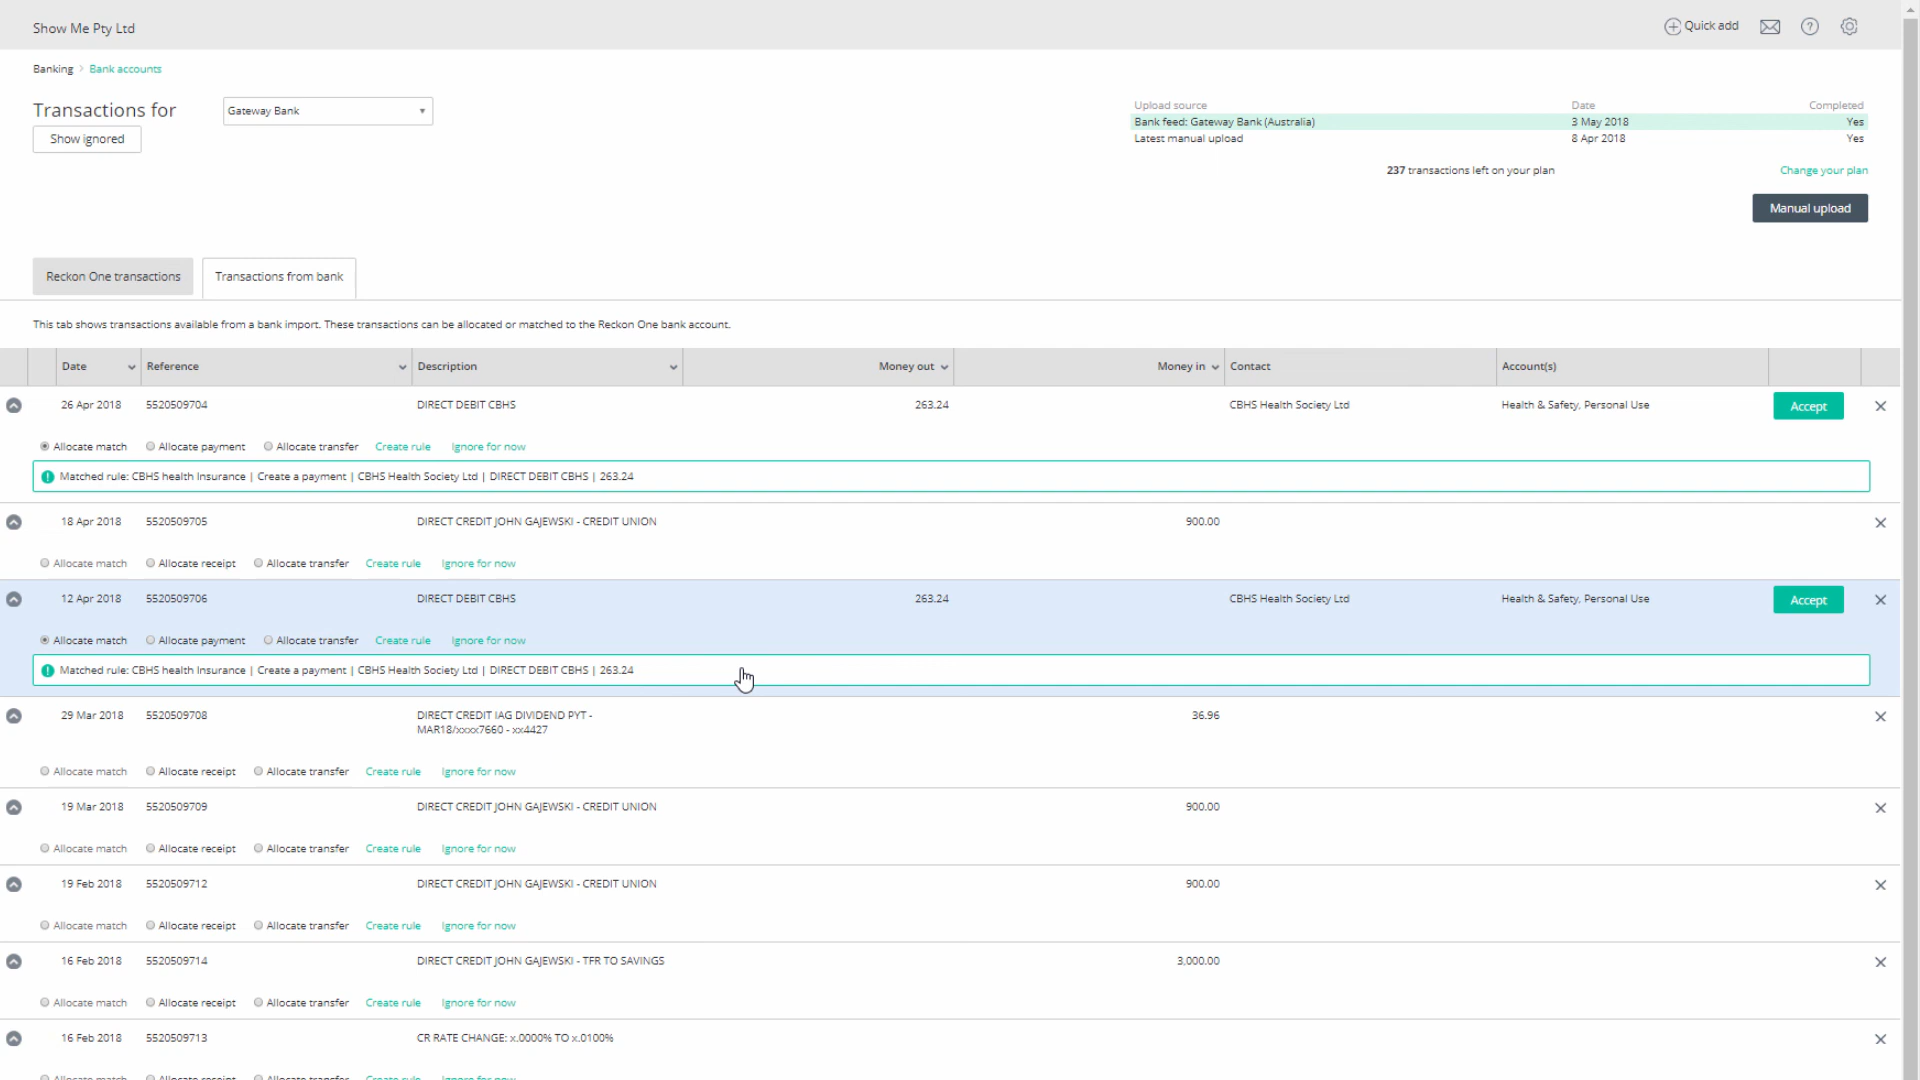 Show Me Pty Ltd
Quick add
Banking > Bank accounts
Transactions for
Gateway Bank
Show ignored
Upload source Date Completed
Bank feed: Gateway Bank (Australia) 3 May 2018 Yes
Latest manual upload 8 Apr 2018 Yes
237 transactions left on your plan Change your plan
Manual upload
Reckon One transactions Transactions from bank
This tab shows transactions available from a bank import. These transactions can be allocated or matched to the Reckon One bank account.
Date Reference Description Money out Money in Contact Account(s)
26 Apr 2018 5520509704 DIRECT DEBIT CBHS 263.24 CBHS Health Society Ltd Health & Safety, Personal Use Accept
Allocate match Allocate payment Allocate transfer Create rule Ignore for now
Matched rule: CBHS health Insurance | Create a payment | CBHS Health Society Ltd | DIRECT DEBIT CBHS | 263.24
18 Apr 2018 5520509705 DIRECT CREDIT JOHN GAJEWSKI - CREDIT UNION 900.00
Allocate match Allocate receipt Allocate transfer Create rule Ignore for now
12 Apr 2018 5520509706 DIRECT DEBIT CBHS 263.24 CBHS Health Society Ltd Health & Safety, Personal Use Accept
Allocate match Allocate payment Allocate transfer Create rule Ignore for now
Matched rule: CBHS health Insurance | Create a payment | CBHS Health Society Ltd | DIRECT DEBIT CBHS | 263.24
29 Mar 2018 5520509708 DIRECT CREDIT IAG DIVIDEND PYT - 36.96
MAR18/xxxx7660 - xx4427
Allocate match Allocate receipt Allocate transfer Create rule Ignore for now
19 Mar 2018 5520509709 DIRECT CREDIT JOHN GAJEWSKI - CREDIT UNION 900.00
Allocate match Allocate receipt Allocate transfer Create rule Ignore for now
19 Feb 2018 5520509712 DIRECT CREDIT JOHN GAJEWSKI - CREDIT UNION 900.00
Allocate match Allocate receipt Allocate transfer Create rule Ignore for now
16 Feb 2018 5520509714 DIRECT CREDIT JOHN GAJEWSKI - TFR TO SAVINGS 3,000.00
Allocate match Allocate receipt Allocate transfer Create rule Ignore for now
16 Feb 2018 5520509713 CR RATE CHANGE: x.0000% TO x.0100%
Allocate match Allocate receipt Allocate transfer Create rule Ignore for now